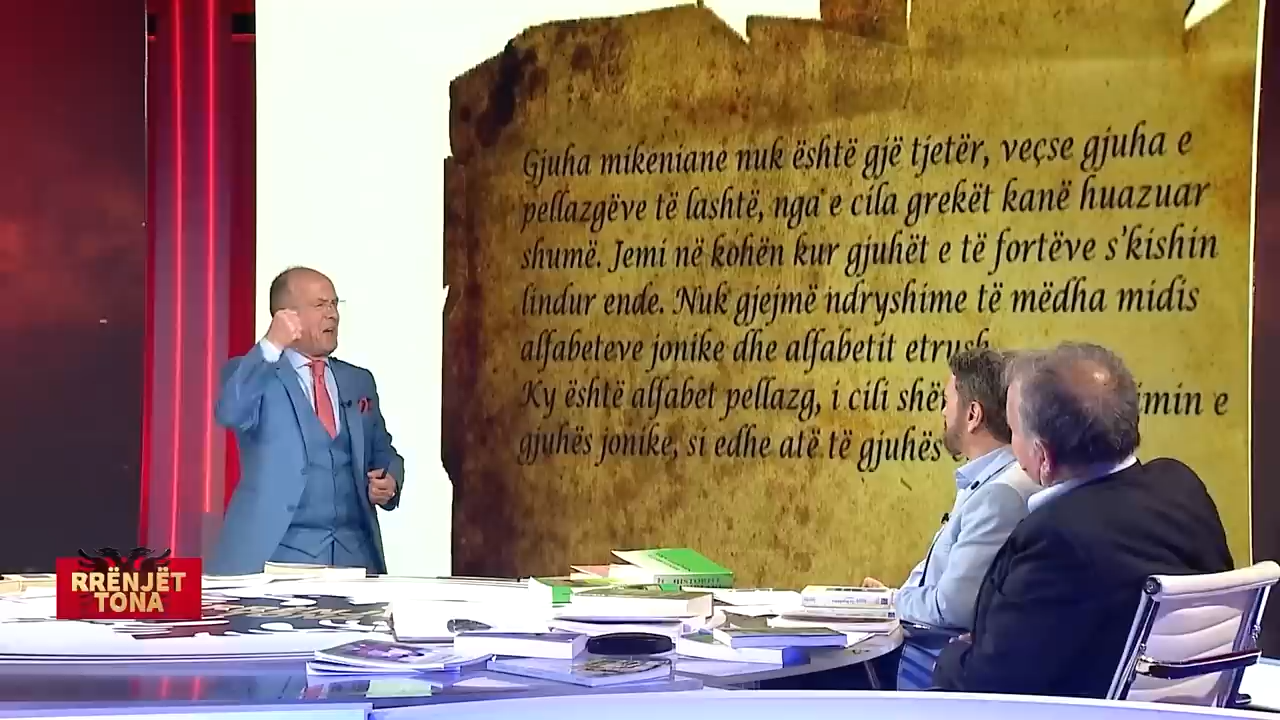 Gjuha mikeniane nuk është gjë tjetër, veçse gjuha e
pellazgëve të lashtë, nga e cila grekët kanë huazuar
shumë. Jemi në kohën kur gjuhët e të fortëve s'kishin
lindur ende. Nuk gjejmë ndryshime të mëdha midis
alfabeteve jonike dhe alfabetit etrusk
Ky është alfabet pellazg, i cili e
gjuhës jonike, si edhe atë të gjuhës
RRËNJËT
TONA